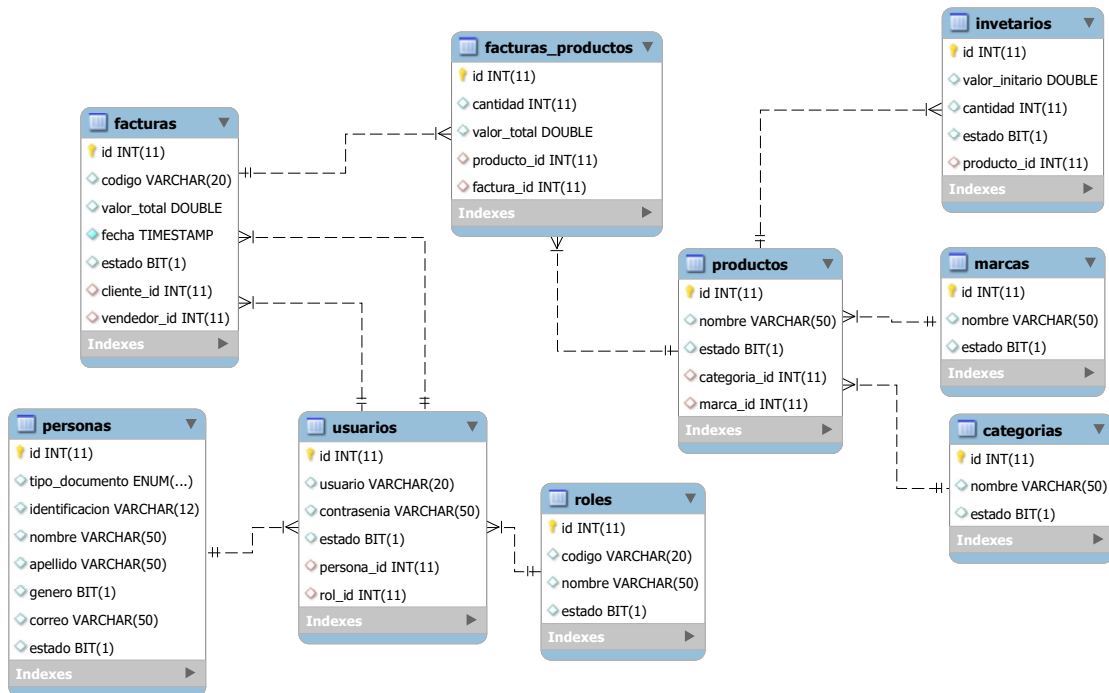 facturas
id INT(11)
codigo VARCHAR(20)
valor_total DOUBLE
fecha TIMESTAMP
estado BIT(1)
cliente_id INT(11)
vendedor_id INT(11)
Indexes
facturas_productos
id INT(11)
cantidad INT(11)
valor_total DOUBLE
producto_id INT(11)
factura_id INT(11)
Indexes
invetarios
id INT(11)
valor_initario DOUBLE
cantidad INT(11)
estado BIT(1)
producto_id INT(11)
Indexes
productos
id INT(11)
nombre VARCHAR(50)
estado BIT(1)
categoria_id INT(11)
marca_id INT(11)
Indexes
marcas
id INT(11)
nombre VARCHAR(50)
estado BIT(1)
Indexes
categorias
id INT(11)
nombre VARCHAR(50)
estado BIT(1)
Indexes
personas
id INT(11)
tipo_documento ENUM(...)
identificacion VARCHAR(12)
nombre VARCHAR(50)
apellido VARCHAR(50)
genero BIT(1)
correo VARCHAR(50)
estado BIT(1)
Indexes
usuarios
id INT(11)
usuario VARCHAR(20)
contrasenia VARCHAR(50)
estado BIT(1)
persona_id INT(11)
rol_id INT(11)
Indexes
roles
id INT(11)
codigo VARCHAR(20)
nombre VARCHAR(50)
estado BIT(1)
Indexes